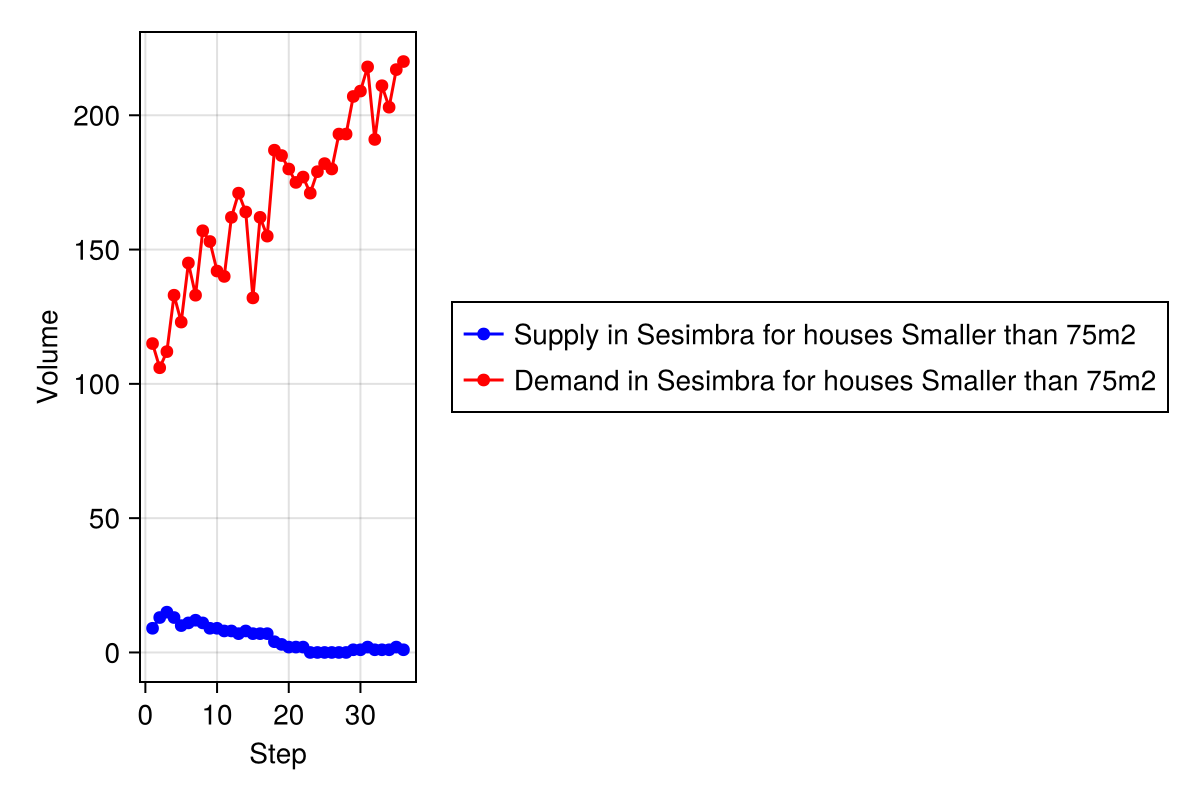 200
150
100
50
0
Volume
0 10 20 30
Step
Supply in Sesimbra for houses Smaller than 75m2
Demand in Sesimbra for houses Smaller than 75m2